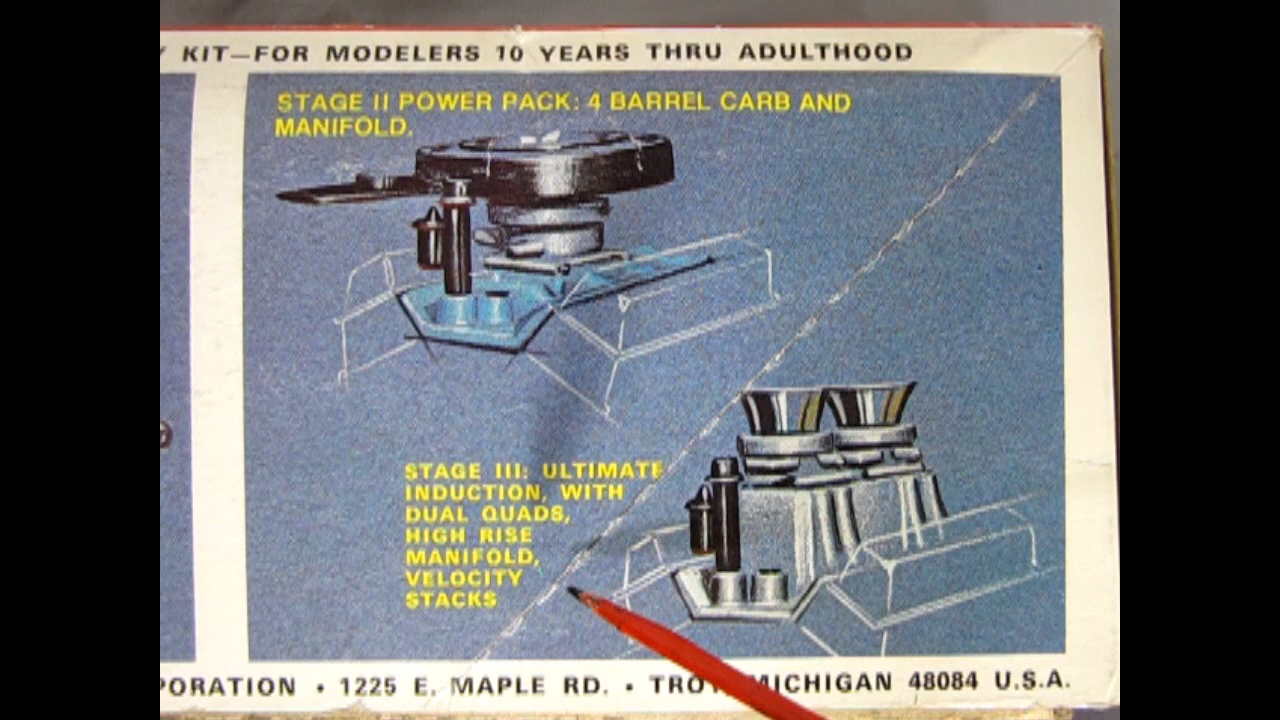 KIT—FOR MODELERS 10 YEARS THRU ADULTHOOD
STAGE II POWER PACK: 4 BARREL CARB AND
MANIFOLD.
STAGE III: ULTIMATE
INDUCTION, WITH
DUAL QUADS,
HIGH RISE
MANIFOLD,
VELOCITY
STACKS
PORATION • 1225 E. MAPLE RD. • TROY, MICHIGAN 48084 U.S.A.